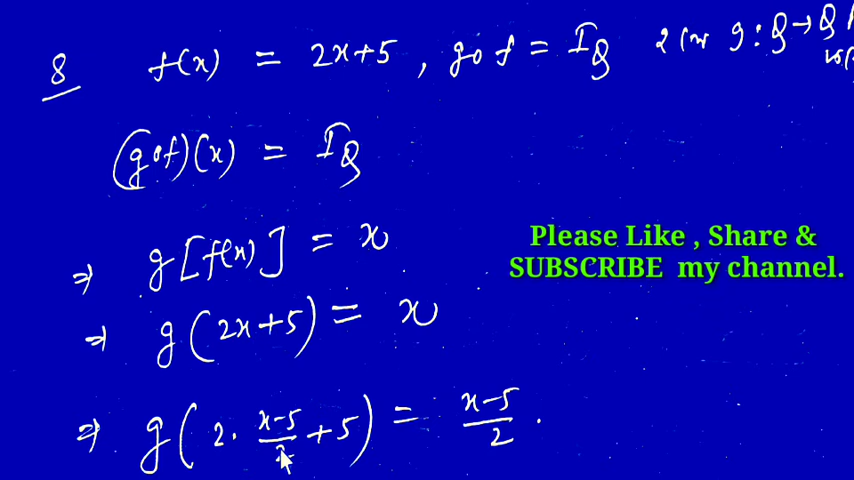 8 f(x) = 2x+5, gof = I_Q g: Q→Q
(gof)(x) = I_Q
⇒ g[f(x)] = x
Please Like , Share &
SUBSCRIBE my channel.
⇒ g(2x+5) = x
⇒ g(2. (x-5)/2 + 5) = (x-5)/2 .